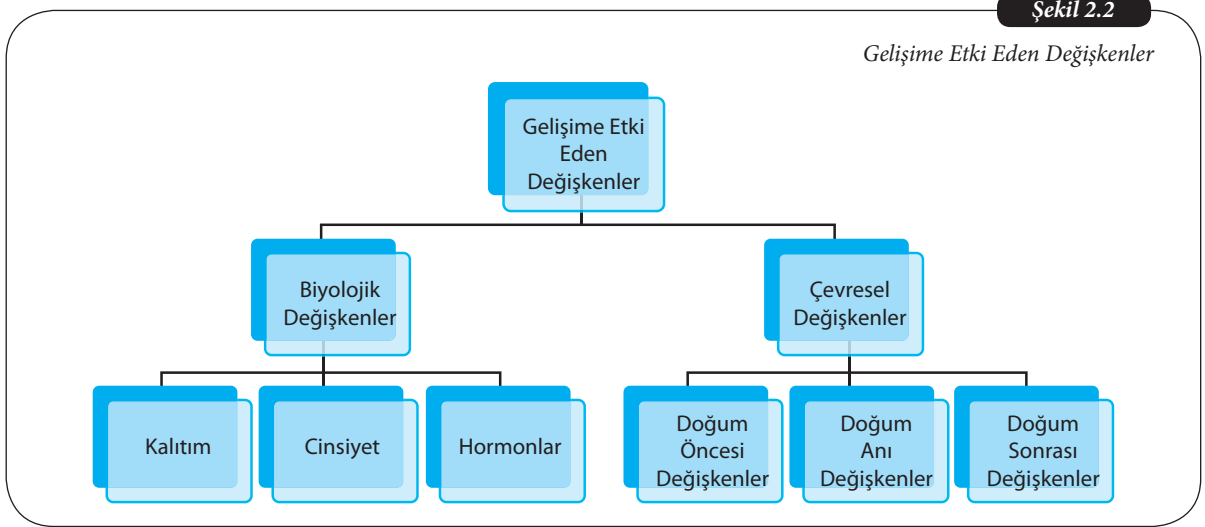 Şekil 2.2
Gelişime Etki Eden Değişkenler
Gelişime Etki
Eden
Değişkenler
Biyolojik
Değişkenler
Çevresel
Değişkenler
Kalıtım
Cinsiyet
Hormonlar
Doğum
Öncesi
Değişkenler
Doğum
Anı
Değişkenler
Doğum
Sonrası
Değişkenler